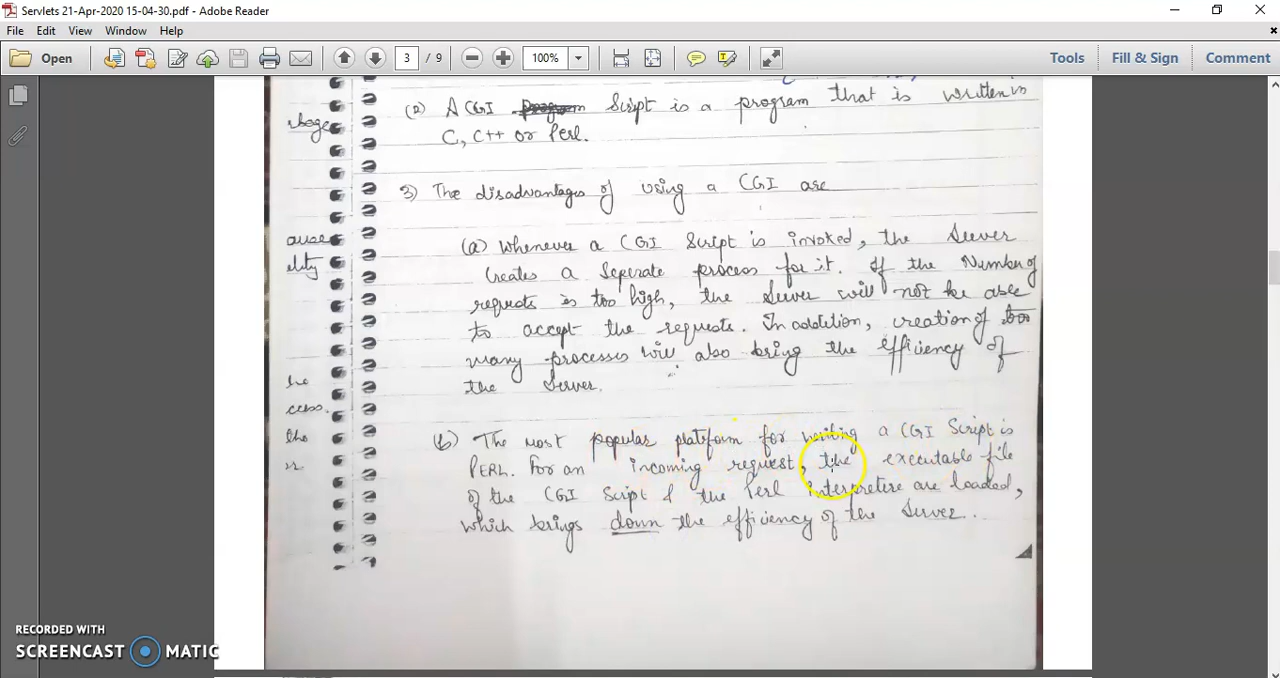 Servlets 21-Apr-2020 15-04-30.pdf - Adobe Reader
File Edit View Window Help
Open 3 / 9 100% Tools Fill & Sign Comment
(2) A CGI Script is a program that is written in
C, C++ or Perl.
3) The disadvantages of using a CGI are
(a) Whenever a CGI Script is invoked, the Server
creates a Seperate process for it. If the Number of
requests is too high, the Server will not be able
to accept the requests. In addition, creation of too
many processes will also bring the efficiency of
the Server.
(b) The most popular platform for writing a CGI Script is
PERL. For an incoming request, the executable file
of the CGI Script & the Perl interpreters are loaded,
which brings down the efficiency of the Server.
ause
elity
he
cess.
the
RECORDED WITH
SCREENCAST MATIC